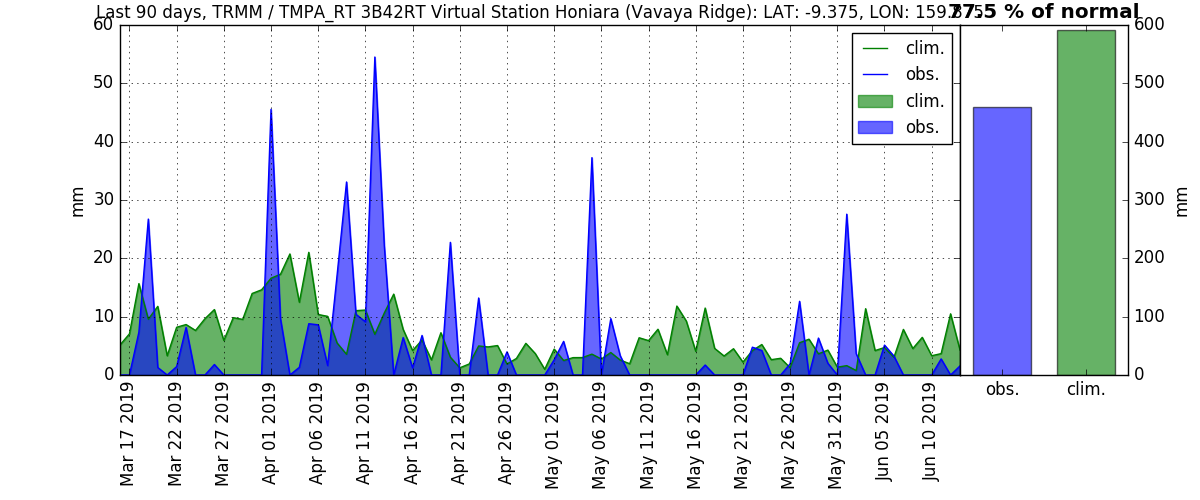 Last 90 days, TRMM / TMPA_RT 3B42RT Virtual Station Honiara (Vavaya Ridge): LAT: -9.375, LON: 159.875
77.5 % of normal
60
50
40
30
20
10
0
mm
clim.
obs.
clim.
obs.
600
500
400
300
200
100
0
mm
obs.
clim.
Mar 17 2019
Mar 22 2019
Mar 27 2019
Apr 01 2019
Apr 06 2019
Apr 11 2019
Apr 16 2019
Apr 21 2019
Apr 26 2019
May 01 2019
May 06 2019
May 11 2019
May 16 2019
May 21 2019
May 26 2019
May 31 2019
Jun 05 2019
Jun 10 2019